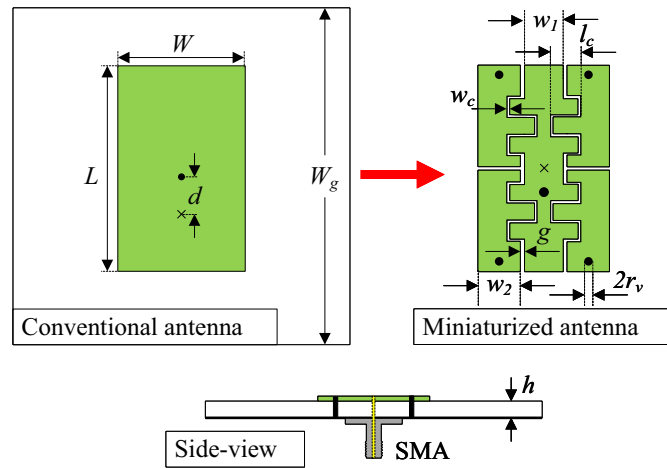 W
L
d
W_g
Conventional antenna
w_1
l_c
w_c
g
w_2
2r_v
Miniaturized antenna
h
SMA
Side-view